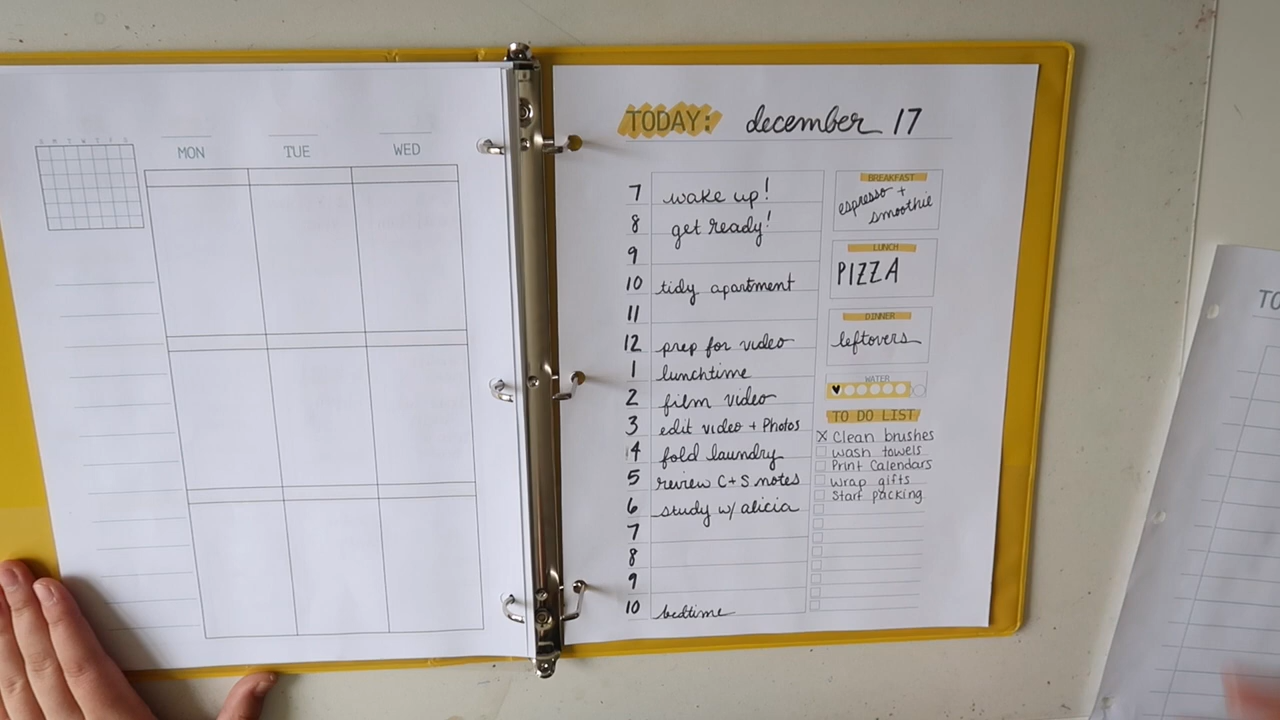 MON TUE WED
TODAY: december 17
7 wake up!
8 get ready!
9
10 tidy apartment
11
12 prep for video
1 lunchtime
2 film video
3 edit video + Photos
4 fold laundry
5 review C+S notes
6 study w/ alicia
7
8
9
10 bedtime
BREAKFAST
espresso +
smoothie
LUNCH
PIZZA
DINNER
leftovers
WATER
TO DO LIST
X Clean brushes
wash towels
Print Calendars
wrap gifts
Start packing
TO